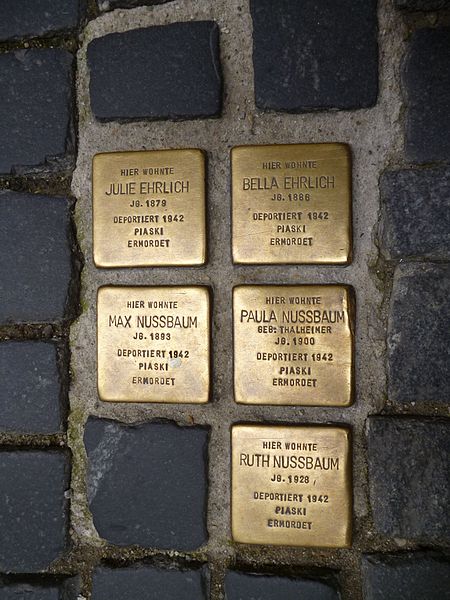 HIER WOHNTE
JULIE EHRLICH
JG. 1879
DEPORTIERT 1942
PIASKI
ERMORDET
HIER WOHNTE
BELLA EHRLICH
JG. 1886
DEPORTIERT 1942
PIASKI
ERMORDET
HIER WOHNTE
MAX NUSSBAUM
JG. 1893
DEPORTIERT 1942
PIASKI
ERMORDET
HIER WOHNTE
PAULA NUSSBAUM
GEB. THALHEIMER
JG. 1900
DEPORTIERT 1942
PIASKI
ERMORDET
HIER WOHNTE
RUTH NUSSBAUM
JG. 1928
DEPORTIERT 1942
PIASKI
ERMORDET